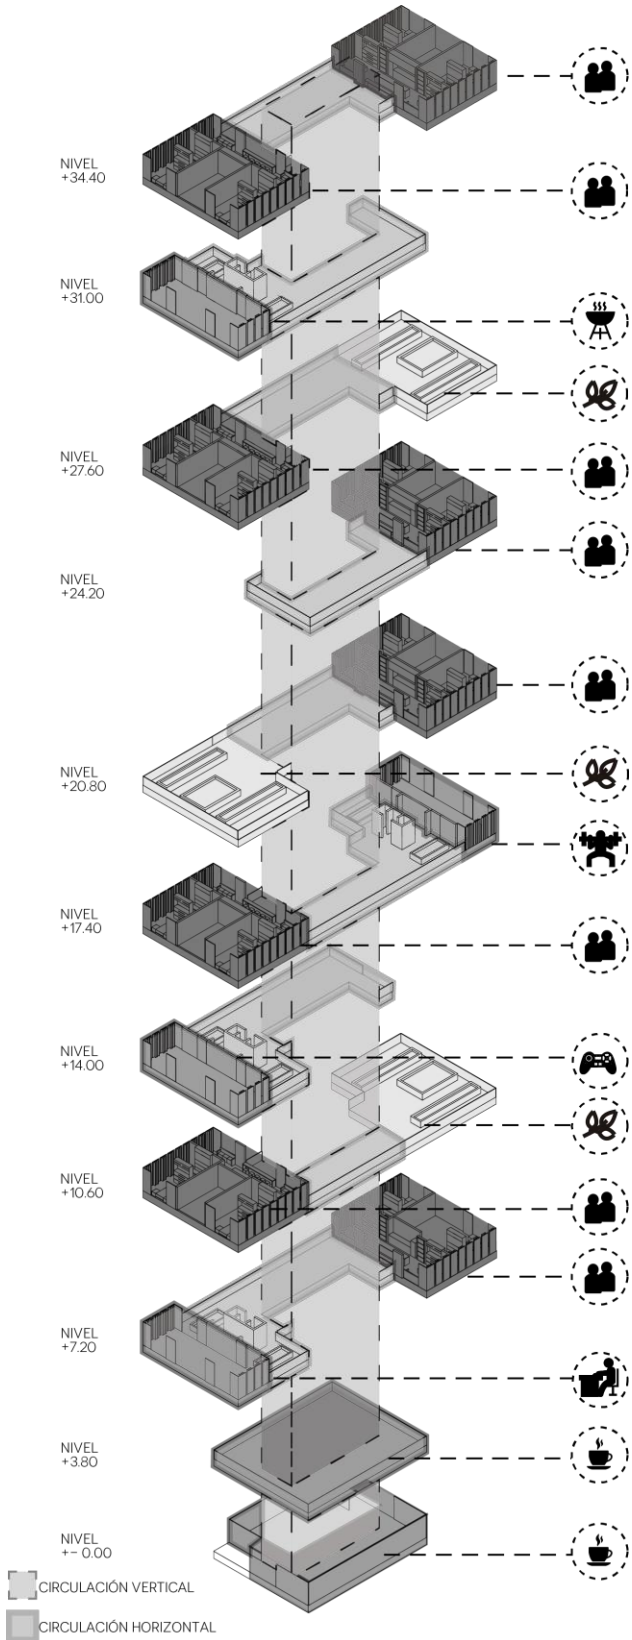 NIVEL
+34.40
NIVEL
+31.00
NIVEL
+27.60
NIVEL
+24.20
NIVEL
+20.80
NIVEL
+17.40
NIVEL
+14.00
NIVEL
+10.60
NIVEL
+7.20
NIVEL
+3.80
NIVEL
+- 0.00
CIRCULACIÓN VERTICAL
CIRCULACIÓN HORIZONTAL